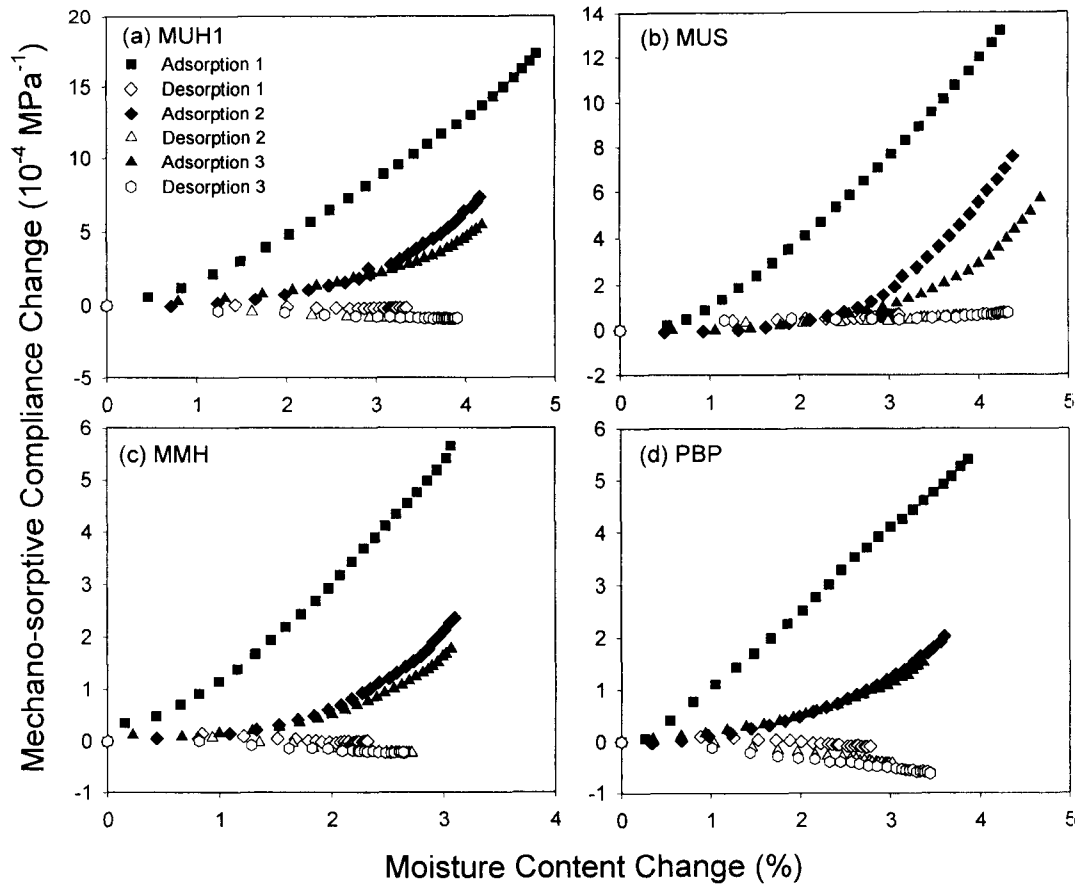 Mechano-sorptive Compliance Change (10⁻⁴ MPa⁻¹)
20
15
10
5
0
-5
(a) MUH1
Adsorption 1
Desorption 1
Adsorption 2
Desorption 2
Adsorption 3
Desorption 3
0 1 2 3 4 5
14
12
10
8
6
4
2
0
-2
(b) MUS
0 1 2 3 4 5
6
5
4
3
2
1
0
-1
(c) MMH
0 1 2 3 4
6
5
4
3
2
1
0
-1
(d) PBP
0 1 2 3 4 5
Moisture Content Change (%)